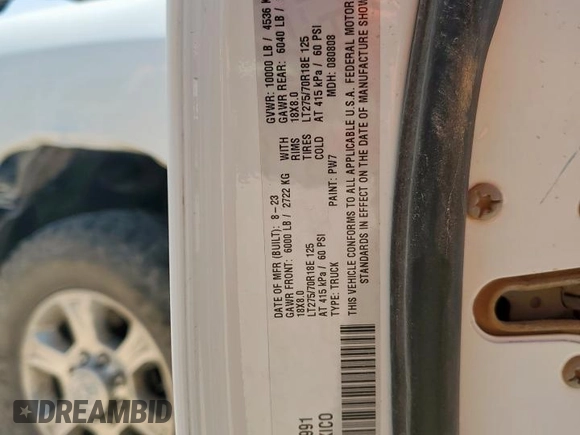 DATE OF MFR (BUILT): 8-23 GVWR: 10000 LB / 4536 K
GAWR FRONT: 6000 LB / 2722 KG WITH GAWR REAR: 6040 LB /
18X8.0 RIMS 18X8.0
LT275/70R18E 125 TIRES LT275/70R18E 125
AT 415 kPa / 60 PSI COLD AT 415 kPa / 60 PSI
TYPE: TRUCK PAINT: PW7 MDH: 080808
THIS VEHICLE CONFORMS TO ALL APPLICABLE U.S.A. FEDERAL MOTOR
STANDARDS IN EFFECT ON THE DATE OF MANUFACTURE SHOW
991
XICO
DREAMBID